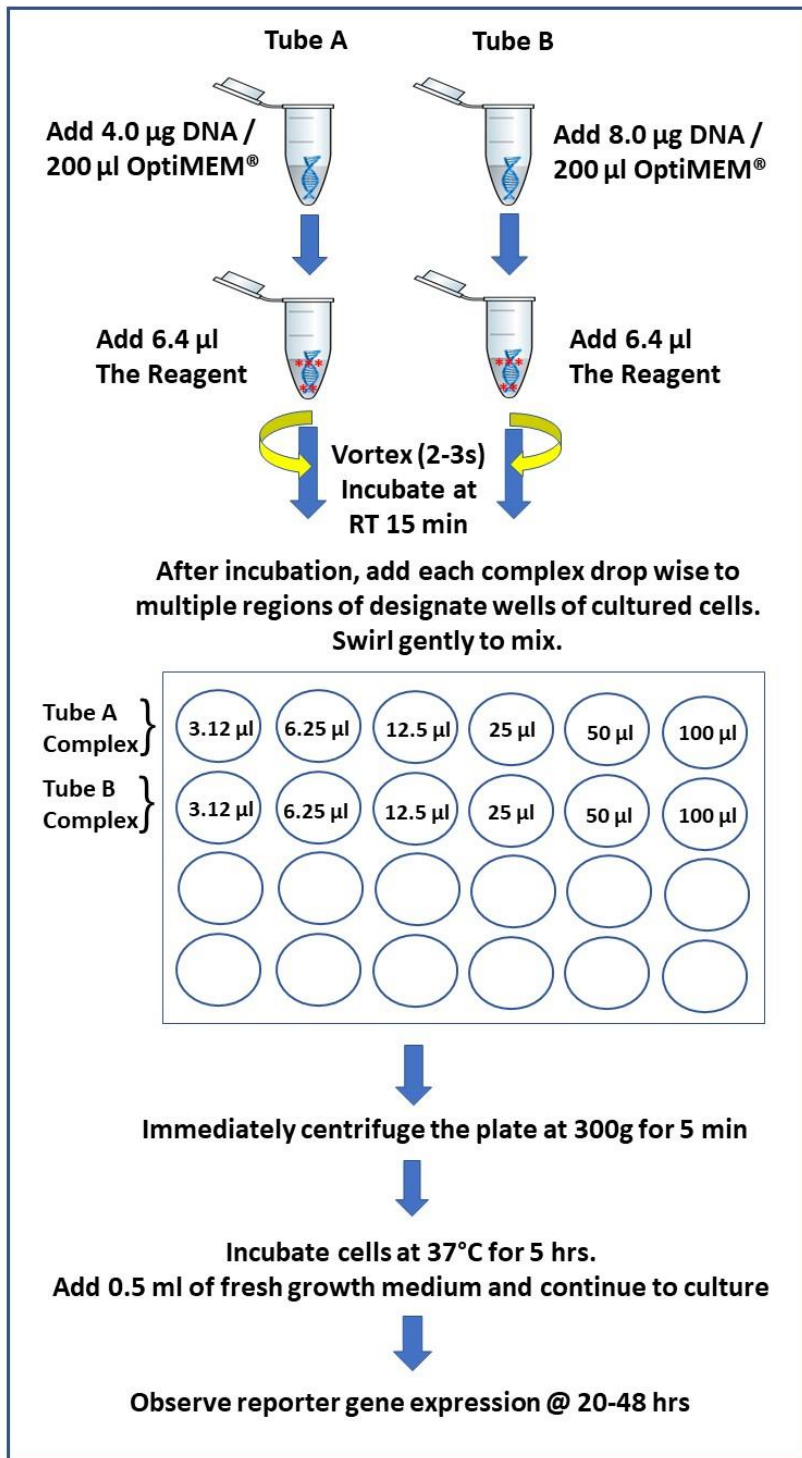 Tube A Tube B
Add 4.0 µg DNA /
200 µl OptiMEM®
Add 8.0 µg DNA /
200 µl OptiMEM®
Add 6.4 µl
The Reagent
Add 6.4 µl
The Reagent
Vortex (2-3s)
Incubate at
RT 15 min
After incubation, add each complex drop wise to
multiple regions of designate wells of cultured cells.
Swirl gently to mix.
Tube A
Complex
3.12 µl 6.25 µl 12.5 µl 25 µl 50 µl 100 µl
Tube B
Complex
3.12 µl 6.25 µl 12.5 µl 25 µl 50 µl 100 µl
Immediately centrifuge the plate at 300g for 5 min
Incubate cells at 37°C for 5 hrs.
Add 0.5 ml of fresh growth medium and continue to culture
Observe reporter gene expression @ 20-48 hrs